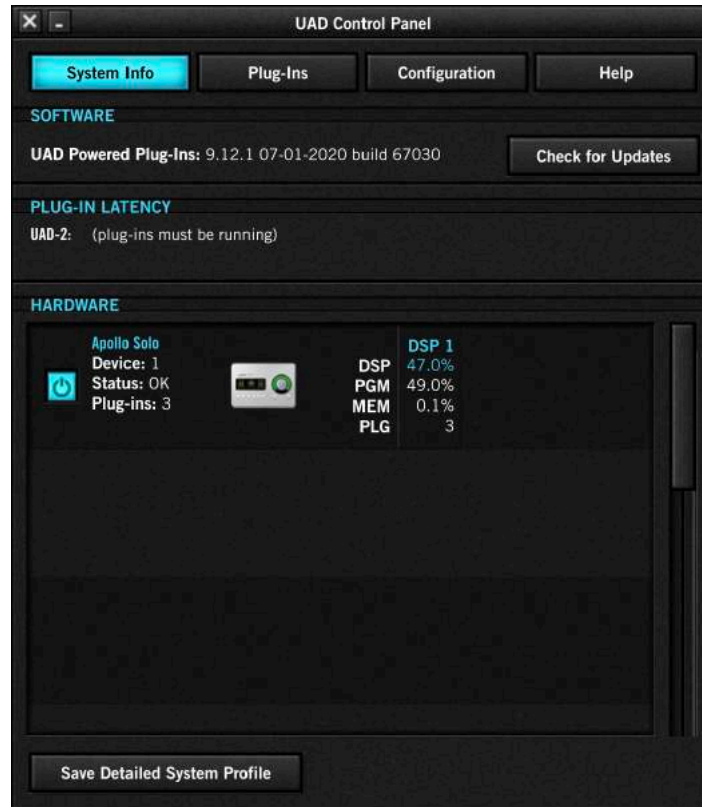 UAD Control Panel
System Info
Plug-Ins
Configuration
Help
SOFTWARE
UAD Powered Plug-Ins: 9.12.1 07-01-2020 build 67030
Check for Updates
PLUG-IN LATENCY
UAD-2: (plug-ins must be running)
HARDWARE
Apollo Solo
Device: 1
Status: OK
Plug-ins: 3
DSP 1
DSP 47.0%
PGM 49.0%
MEM 0.1%
PLG 3
Save Detailed System Profile